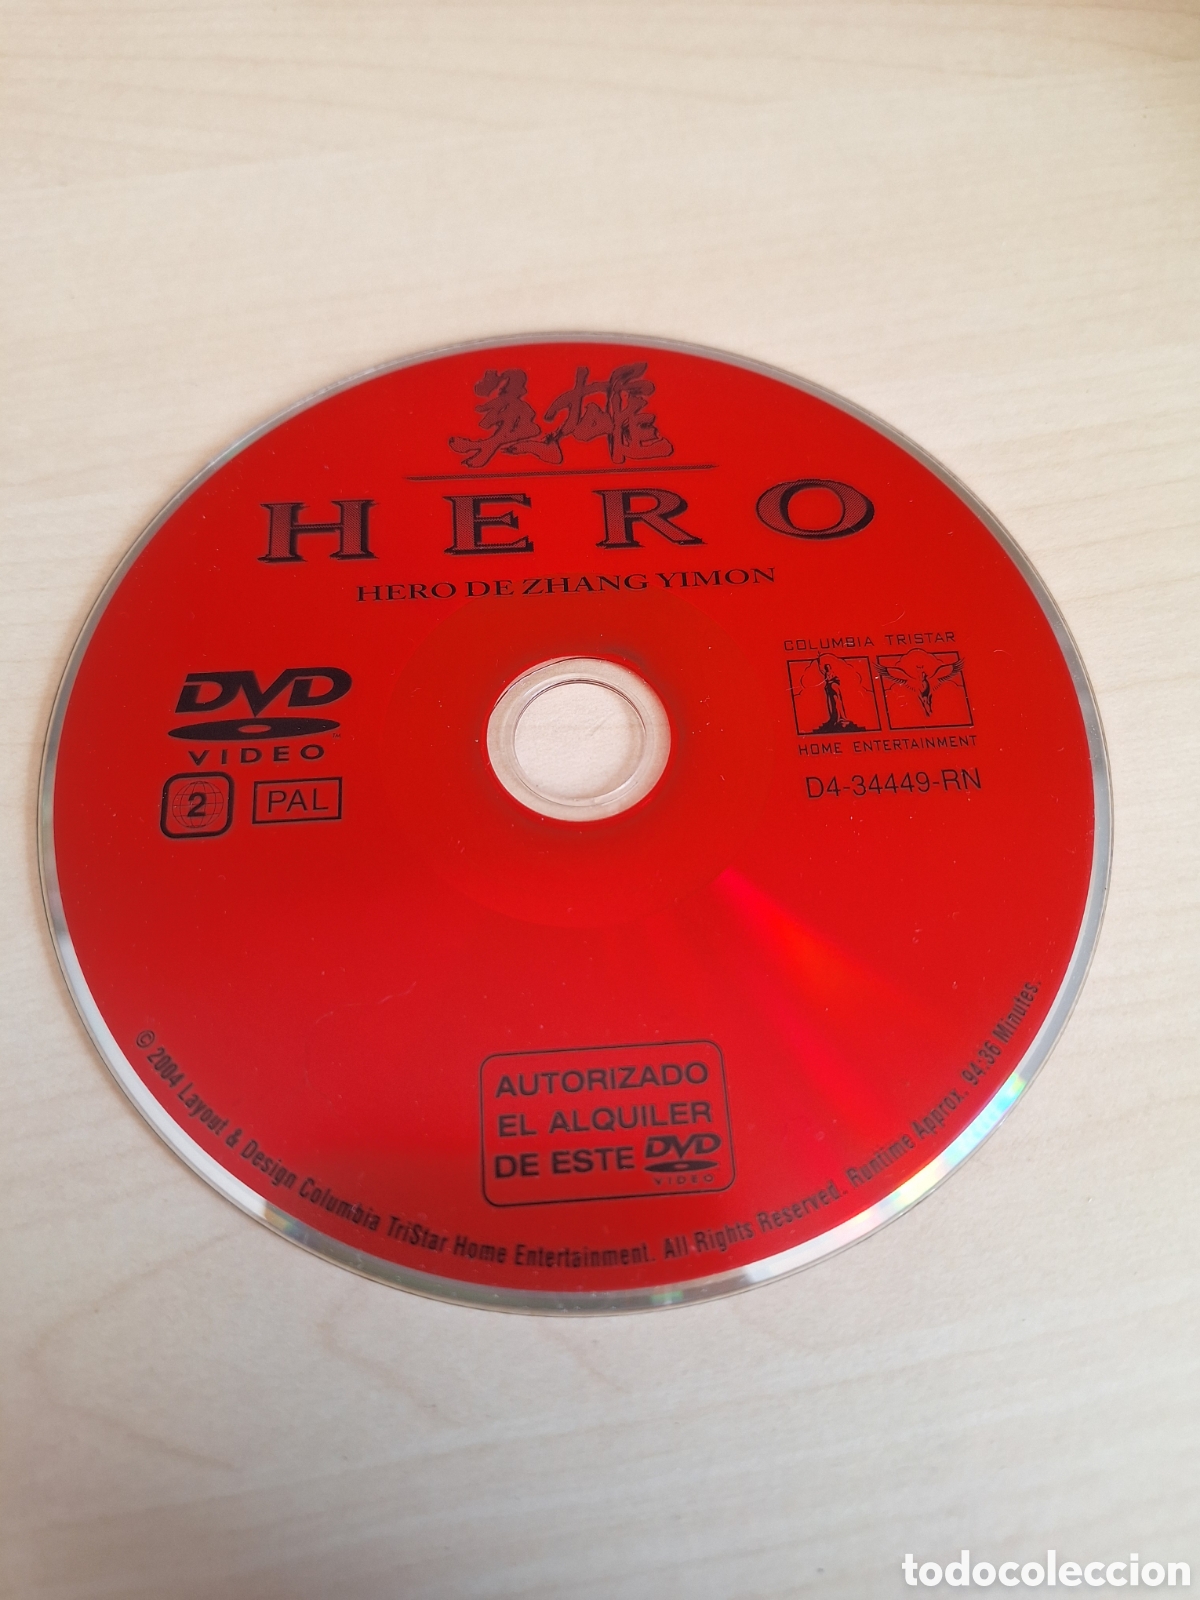 英雄
HERO
HERO DE ZHANG YIMON
DVD
VIDEO
2 PAL
COLUMBIA TRISTAR
HOME ENTERTAINMENT
D4-34449-RN
AUTORIZADO
EL ALQUILER
DE ESTE DVD
VIDEO
© 2004 Layout & Design Columbia TriStar Home Entertainment. All Rights Reserved. Runtime Approx. 94:36 Minutes.
todocoleccion